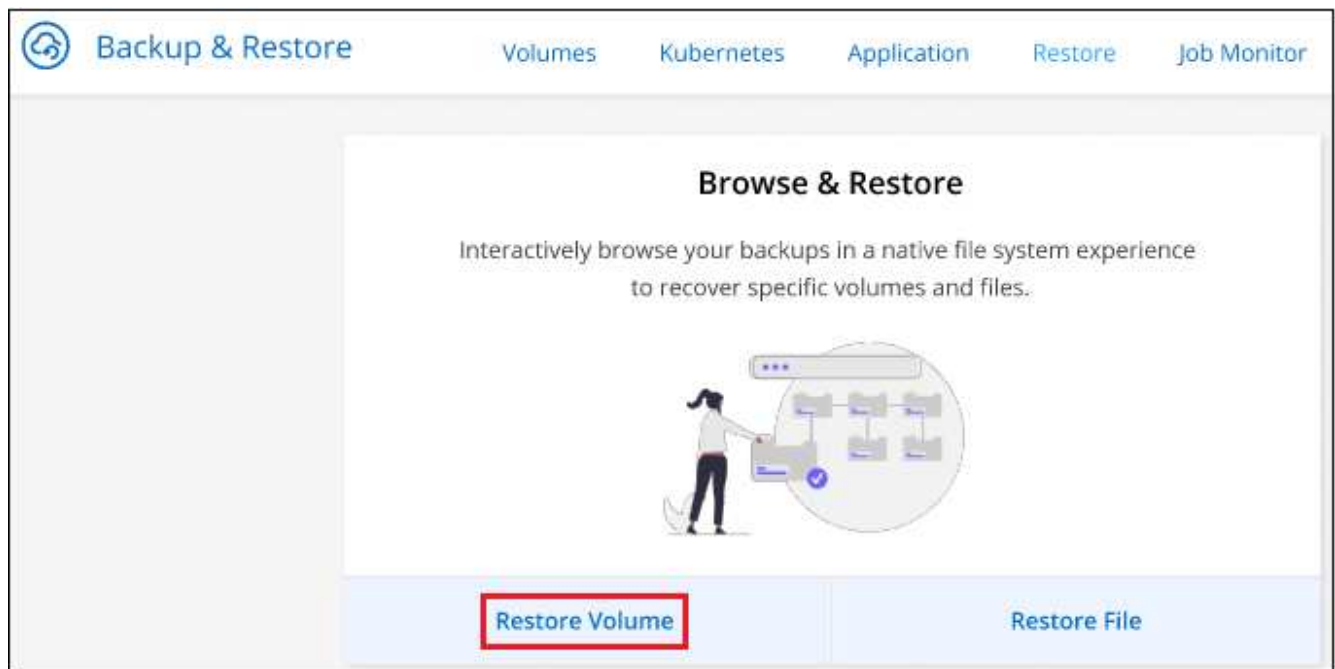 Backup & Restore Volumes Kubernetes Application Restore Job Monitor
Browse & Restore
Interactively browse your backups in a native file system experience
to recover specific volumes and files.
Restore Volume Restore File